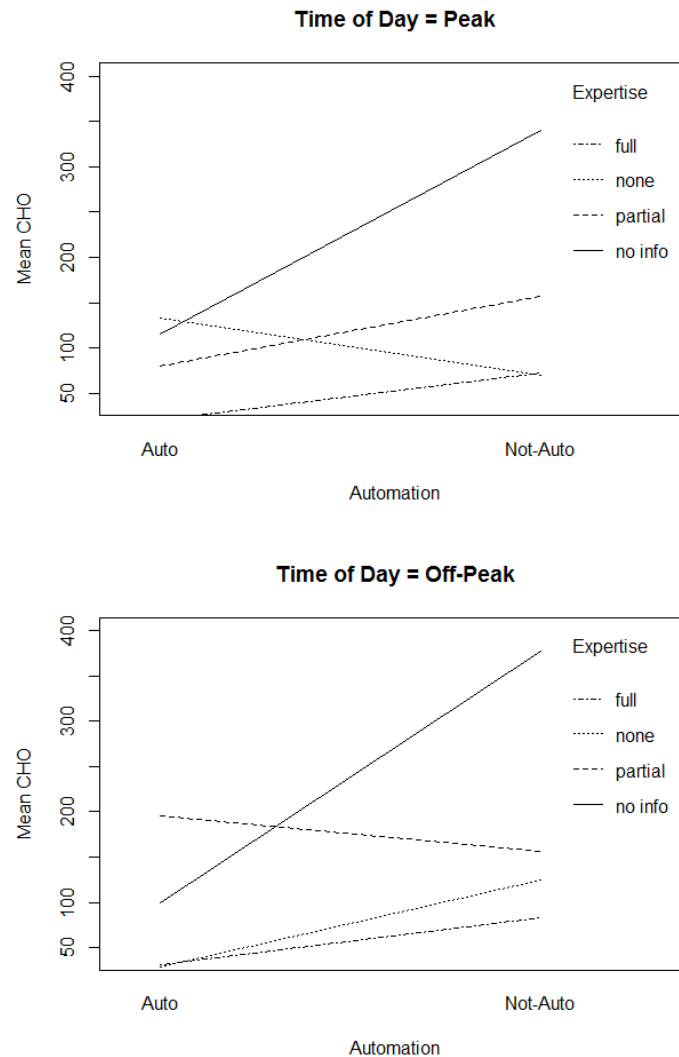 Time of Day = Peak
Mean CHO
400
300
200
100
50
Expertise
full
none
partial
no info
Auto Not-Auto
Automation
Time of Day = Off-Peak
Mean CHO
400
300
200
100
50
Expertise
full
none
partial
no info
Auto Not-Auto
Automation